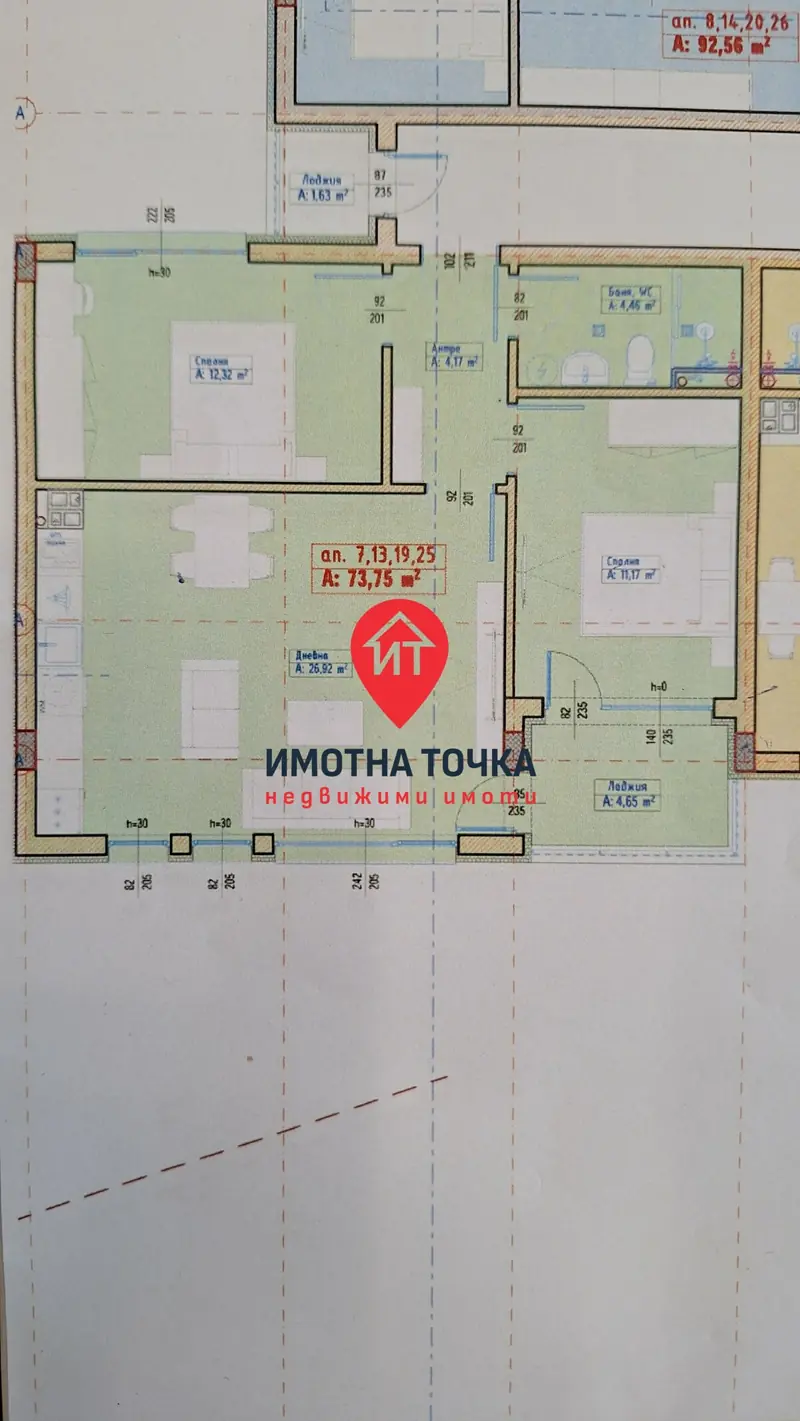 ап. 8,14,20,26
А: 92,56 m²
А
Лоджия
А: 1,63 m²
87
235
222
205
h=30
102
211
92
201
82
201
Баня, WC
А: 4,46 m²
Антре
А: 4,17 m²
Спалня
А: 12,32 m²
92
201
92
201
ап. 7,13,19,25
А: 73,75 m²
Спалня
А: 11,17 m²
Дневна
А: 26,92 m²
ИТ
h=0
82
235
140
235
ИМОТНА ТОЧКА
недвижими имоти
Лоджия
А: 4,65 m²
235
h=30
h=30
h=30
82
205
82
205
242
205